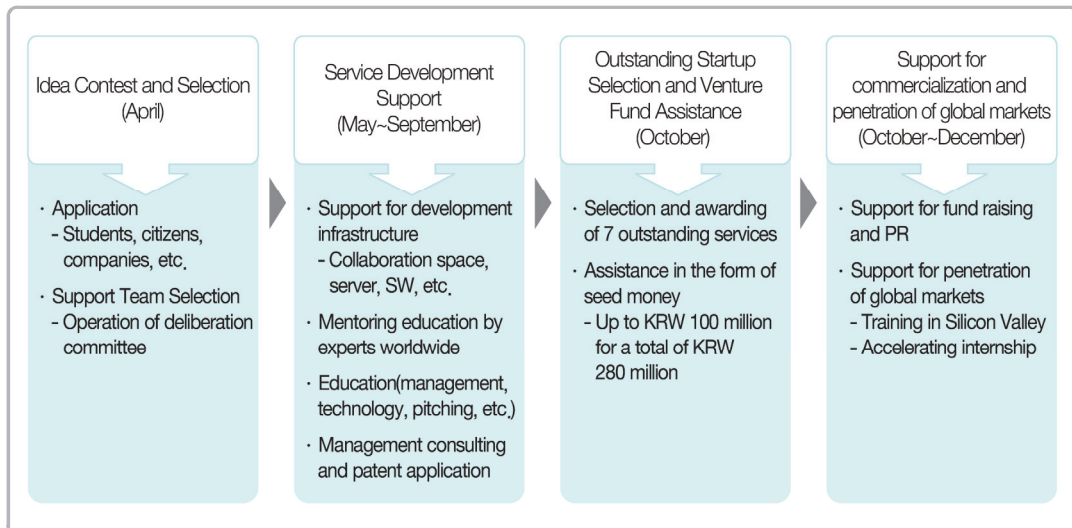 Idea Contest and Selection
(April)
· Application
- Students, citizens,
companies, etc.
· Support Team Selection
- Operation of deliberation
committee
Service Development
Support
(May~September)
· Support for development
infrastructure
- Collaboration space,
server, SW, etc.
· Mentoring education by
experts worldwide
· Education(management,
technology, pitching, etc.)
· Management consulting
and patent application
Outstanding Startup
Selection and Venture
Fund Assistance
(October)
· Selection and awarding
of 7 outstanding services
· Assistance in the form of
seed money
- Up to KRW 100 million
for a total of KRW
280 million
Support for
commercialization and
penetration of global markets
(October~December)
· Support for fund raising
and PR
· Support for penetration
of global markets
- Training in Silicon Valley
- Accelerating internship